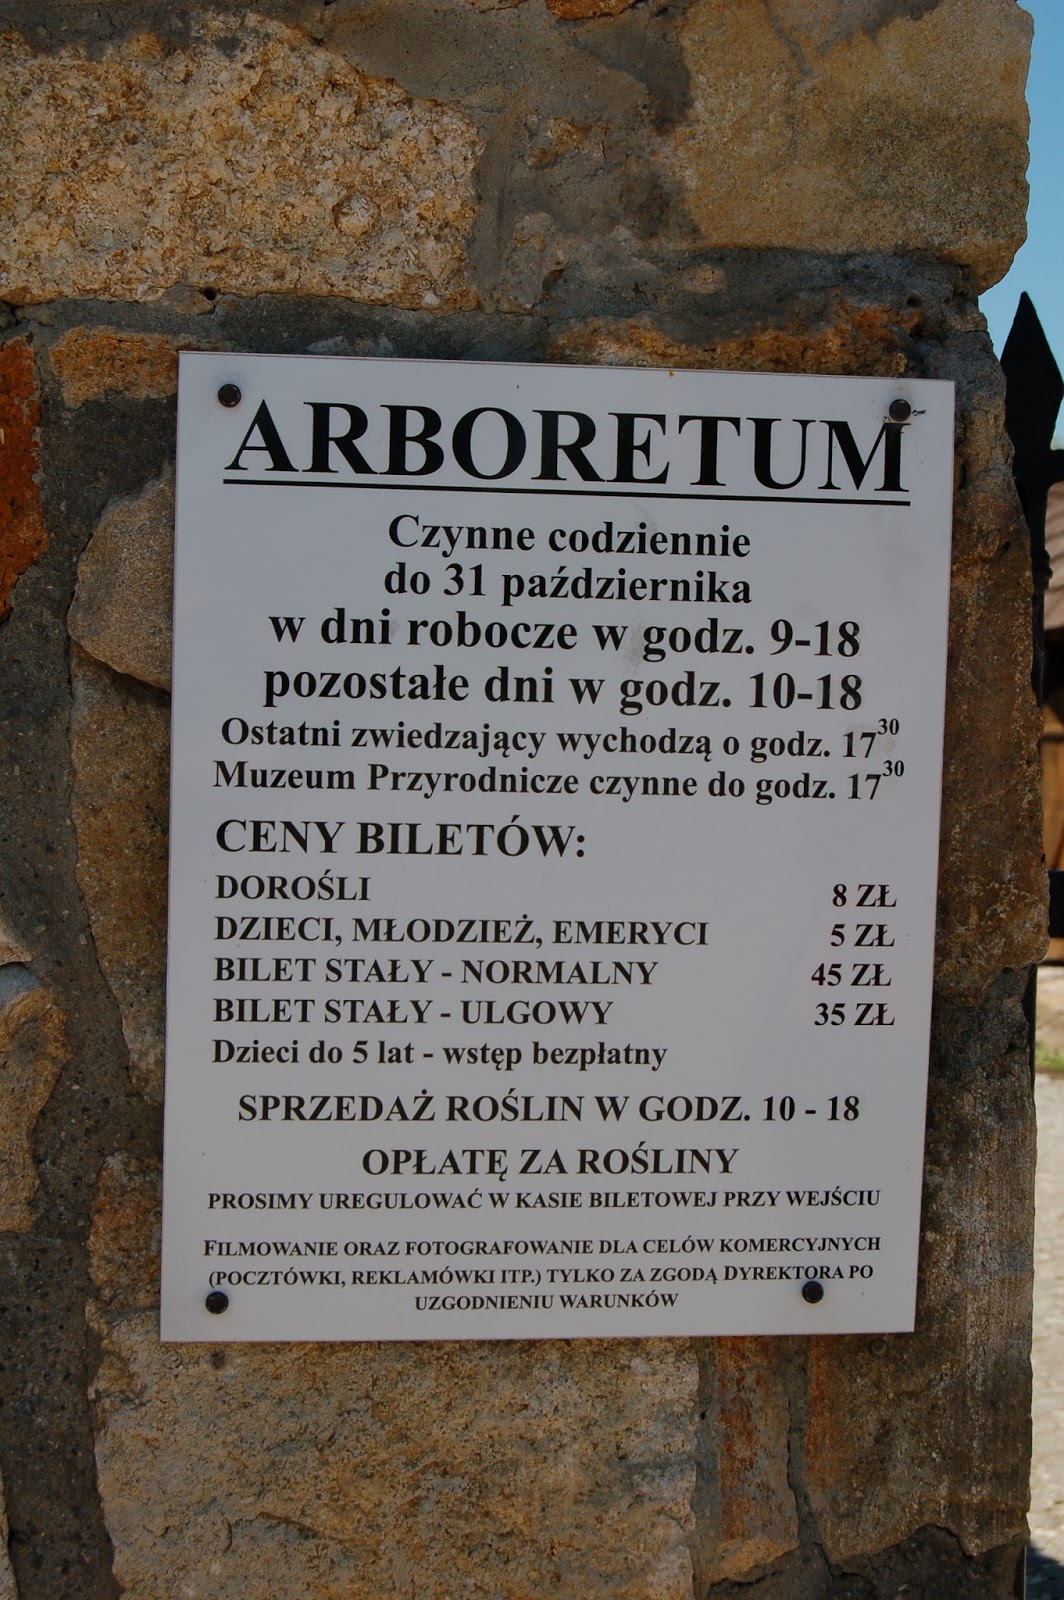 ARBORETUM
Czynne codziennie
do 31 października
w dni robocze w godz. 9-18
pozostałe dni w godz. 10-18
Ostatni zwiedzający wychodzą o godz. 17³⁰
Muzeum Przyrodnicze czynne do godz. 17³⁰
CENY BILETÓW:
DOROŚLI 8 ZŁ
DZIECI, MŁODZIEŻ, EMERYCI 5 ZŁ
BILET STAŁY - NORMALNY 45 ZŁ
BILET STAŁY - ULGOWY 35 ZŁ
Dzieci do 5 lat - wstęp bezpłatny
SPRZEDAŻ ROŚLIN W GODZ. 10 - 18
OPŁATĘ ZA ROŚLINY
PROSIMY UREGULOWAĆ W KASIE BILETOWEJ PRZY WEJŚCIU
FILMOWANIE ORAZ FOTOGRAFOWANIE DLA CELÓW KOMERCYJNYCH
(POCZTÓWKI, REKLAMÓWKI ITP.) TYLKO ZA ZGODĄ DYREKTORA PO
UZGODNIENIU WARUNKÓW